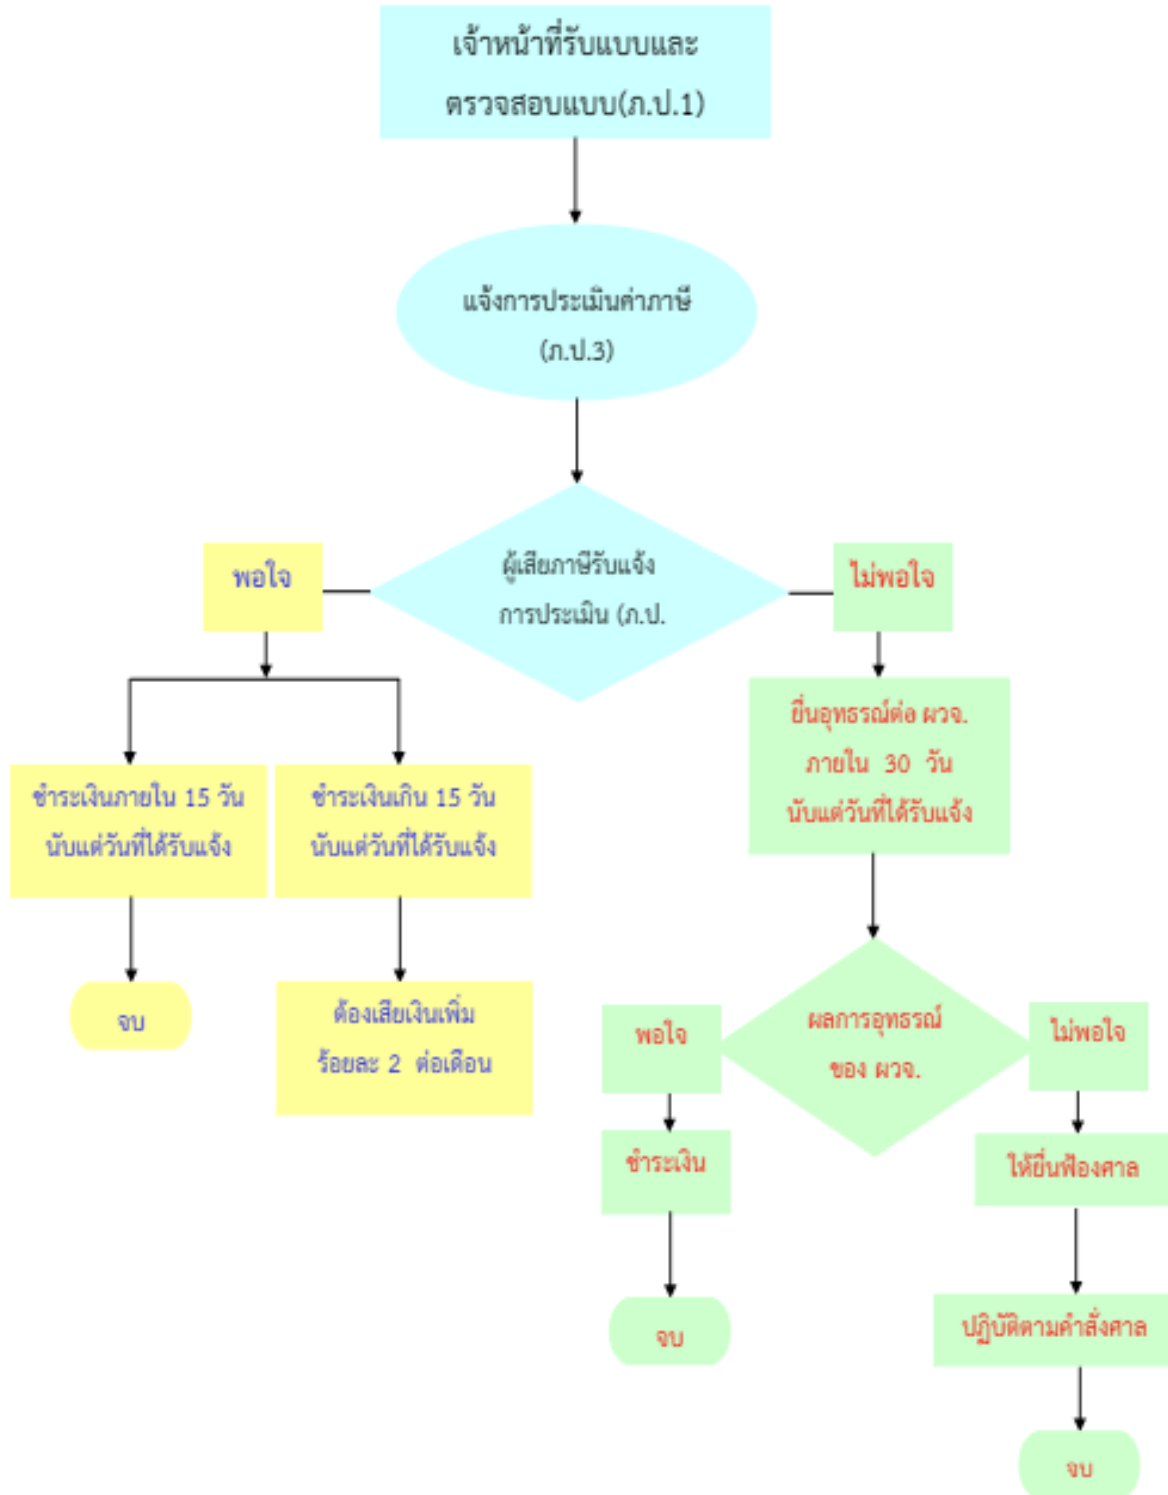 เจ้าหน้าที่รับแบบและ
ตรวจสอบแบบ(ภ.ป.1)
แจ้งการประเมินค่าภาษี
(ภ.ป.3)
ผู้เสียภาษีรับแจ้ง
การประเมิน (ภ.ป.
พอใจ
ไม่พอใจ
ชำระเงินภายใน 15 วัน
นับแต่วันที่ได้รับแจ้ง
จบ
ชำระเงินเกิน 15 วัน
นับแต่วันที่ได้รับแจ้ง
ต้องเสียเงินเพิ่ม
ร้อยละ 2 ต่อเดือน
ยื่นอุทธรณ์ต่อ ผวจ.
ภายใน 30 วัน
นับแต่วันที่ได้รับแจ้ง
ผลการอุทธรณ์
ของ ผวจ.
พอใจ
ชำระเงิน
จบ
ไม่พอใจ
ให้ยื่นฟ้องศาล
ปฏิบัติตามคำสั่งศาล
จบ